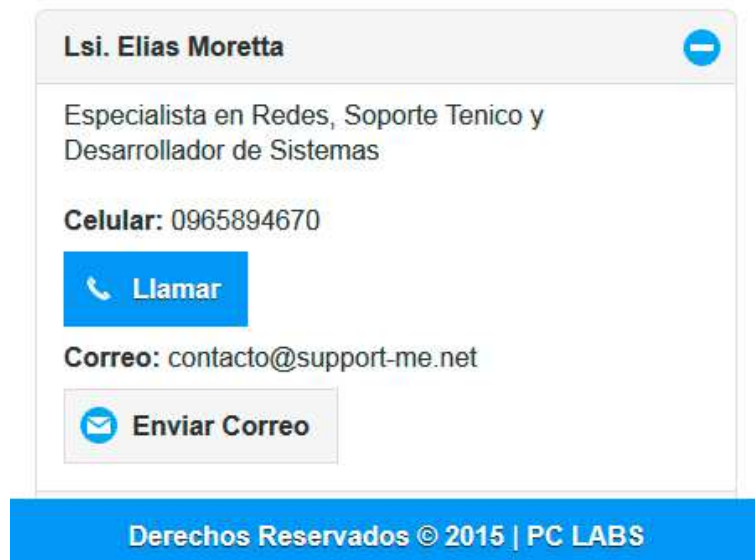 Lsi. Elias Moretta
Especialista en Redes, Soporte Tenico y
Desarrollador de Sistemas
Celular: 0965894670
Llamar
Correo: contacto@support-me.net
Enviar Correo
Derechos Reservados © 2015 | PC LABS